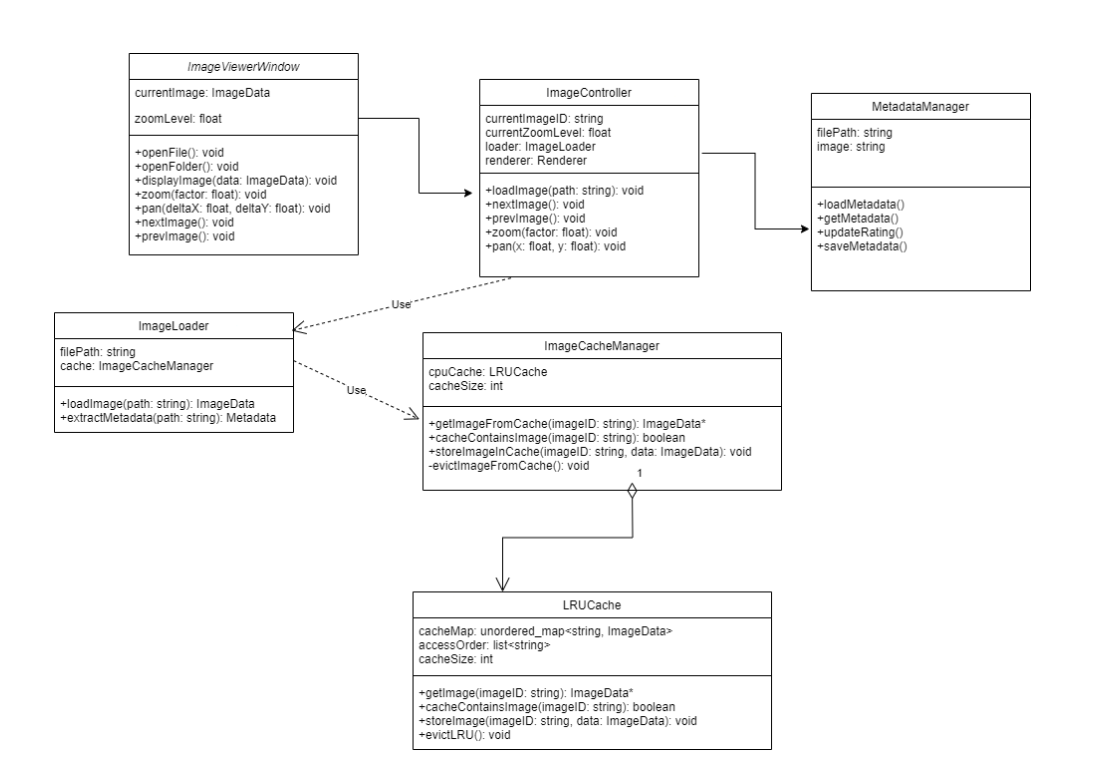 ImageViewerWindow
currentImage: ImageData
zoomLevel: float
+openFile(): void
+openFolder(): void
+displayImage(data: ImageData): void
+zoom(factor: float): void
+pan(deltaX: float, deltaY: float): void
+nextImage(): void
+prevImage(): void
ImageController
currentImageID: string
currentZoomLevel: float
loader: ImageLoader
renderer: Renderer
+loadImage(path: string): void
+nextImage(): void
+prevImage(): void
+zoom(factor: float): void
+pan(x: float, y: float): void
MetadataManager
filePath: string
image: string
+loadMetadata()
+getMetadata()
+updateRating()
+saveMetadata()
Use
ImageLoader
filePath: string
cache: ImageCacheManager
+loadImage(path: string): ImageData
+extractMetadata(path: string): Metadata
Use
ImageCacheManager
cpuCache: LRUCache
cacheSize: int
+getImageFromCache(imageID: string): ImageData*
+cacheContainsImage(imageID: string): boolean
+storeImageInCache(imageID: string, data: ImageData): void
-evictImageFromCache(): void
1
LRUCache
cacheMap: unordered_map<string, ImageData>
accessOrder: list<string>
cacheSize: int
+getImage(imageID: string): ImageData*
+cacheContainsImage(imageID: string): boolean
+storeImage(imageID: string, data: ImageData): void
+evictLRU(): void